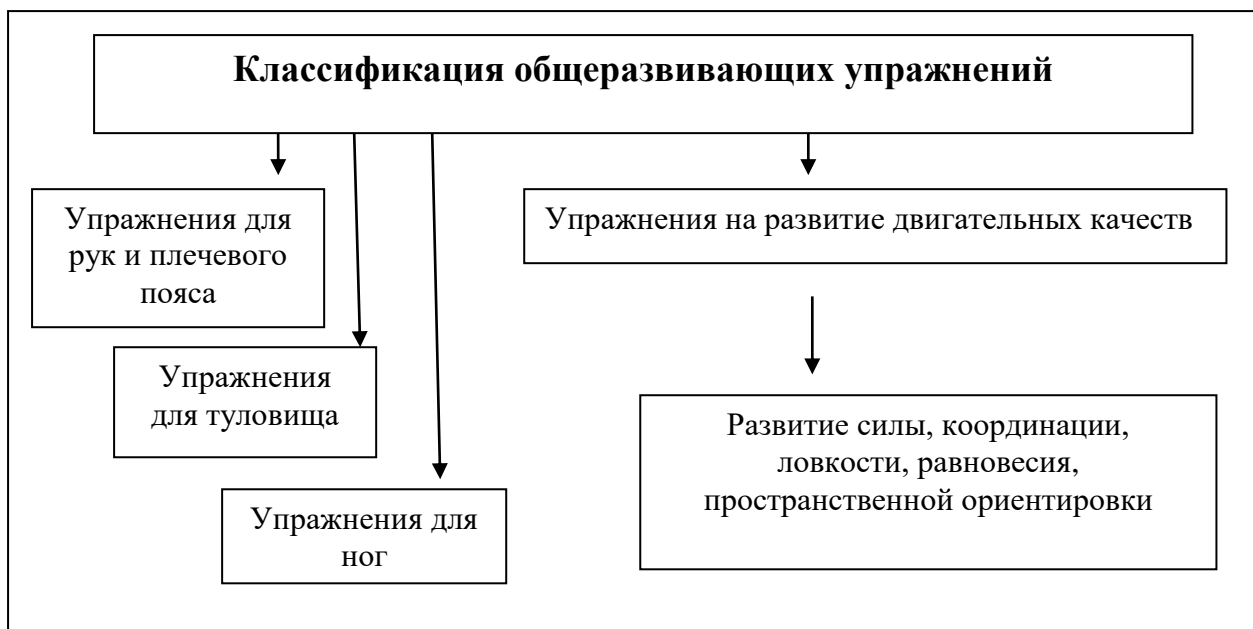 Классификация общеразвивающих упражнений
Упражнения для
рук и плечевого
пояса
Упражнения
для туловища
Упражнения для
ног
Упражнения на развитие двигательных качеств
Развитие силы, координации,
ловкости, равновесия,
пространственной ориентировки